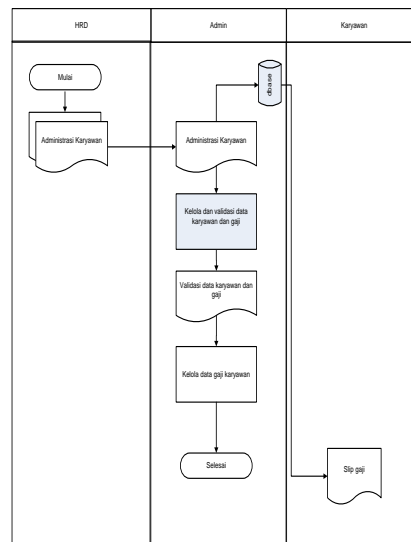 HRD
Admin
Karyawan
Mulai
dbase
Administrasi Karyawan
Administrasi Karyawan
Kelola dan validasi data
karyawan dan gaji
Validasi data karyawan dan
gaji
Kelola data gaji karyawan
Selesai
Slip gaji